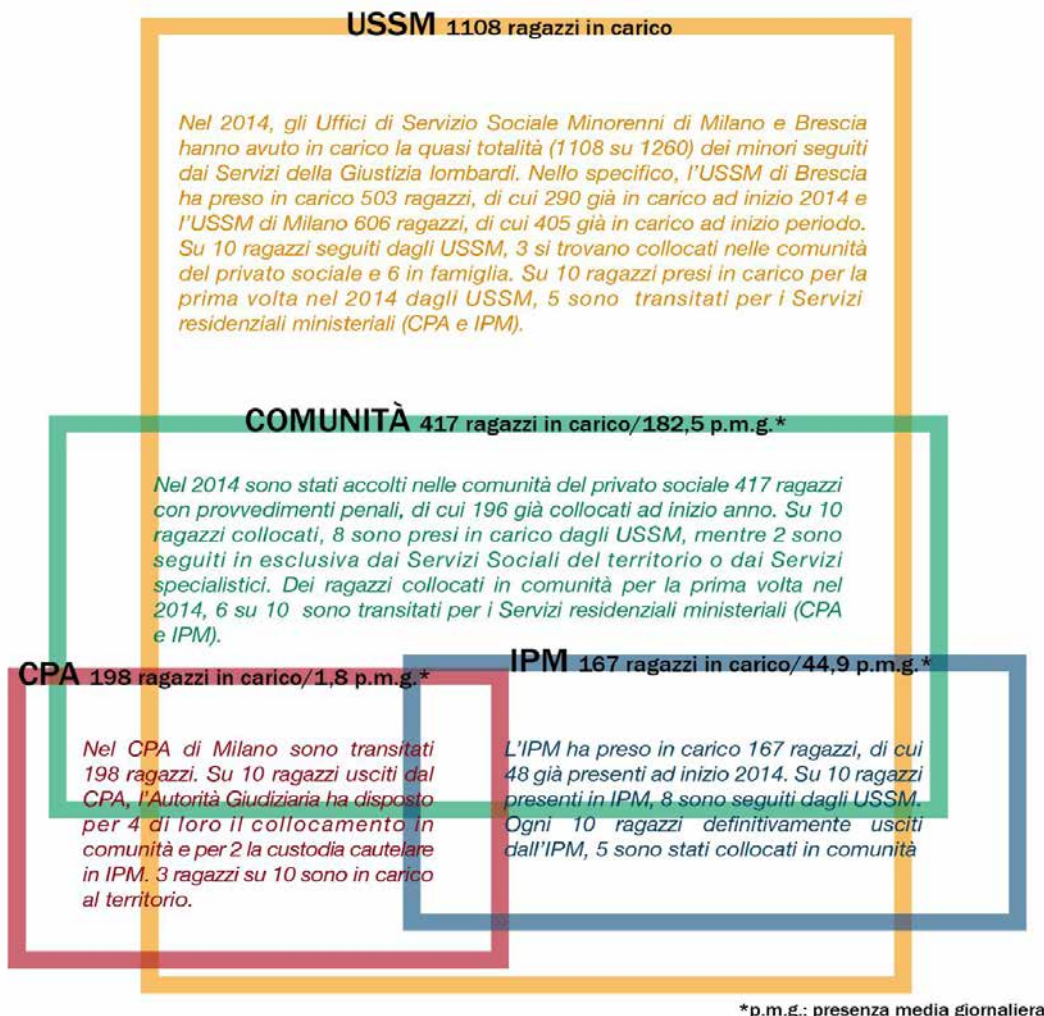 USSM 1108 ragazzi in carico
Nel 2014, gli Uffici di Servizio Sociale Minorenni di Milano e Brescia
hanno avuto in carico la quasi totalità (1108 su 1260) dei minori seguiti
dai Servizi della Giustizia lombardi. Nello specifico, l'USSM di Brescia
ha preso in carico 503 ragazzi, di cui 290 già in carico ad inizio 2014 e
l'USSM di Milano 606 ragazzi, di cui 405 già in carico ad inizio periodo.
Su 10 ragazzi seguiti dagli USSM, 3 si trovano collocati nelle comunità
del privato sociale e 6 in famiglia. Su 10 ragazzi presi in carico per la
prima volta nel 2014 dagli USSM, 5 sono transitati per i Servizi
residenziali ministeriali (CPA e IPM).
COMUNITÀ 417 ragazzi in carico/182,5 p.m.g.*
Nel 2014 sono stati accolti nelle comunità del privato sociale 417 ragazzi
con provvedimenti penali, di cui 196 già collocati ad inizio anno. Su 10
ragazzi collocati, 8 sono presi in carico dagli USSM, mentre 2 sono
seguiti in esclusiva dai Servizi Sociali del territorio o dai Servizi
specialistici. Dei ragazzi collocati in comunità per la prima volta nel
2014, 6 su 10 sono transitati per i Servizi residenziali ministeriali (CPA
e IPM).
CPA 198 ragazzi in carico/1,8 p.m.g.*
Nel CPA di Milano sono transitati
198 ragazzi. Su 10 ragazzi usciti dal
CPA, l'Autorità Giudiziaria ha disposto
per 4 di loro il collocamento in
comunità e per 2 la custodia cautelare
in IPM. 3 ragazzi su 10 sono in carico
al territorio.
IPM 167 ragazzi in carico/44,9 p.m.g.*
L'IPM ha preso in carico 167 ragazzi, di cui
48 già presenti ad inizio 2014. Su 10 ragazzi
presenti in IPM, 8 sono seguiti dagli USSM.
Ogni 10 ragazzi definitivamente usciti
dall'IPM, 5 sono stati collocati in comunità
*p.m.g.: presenza media giornaliera